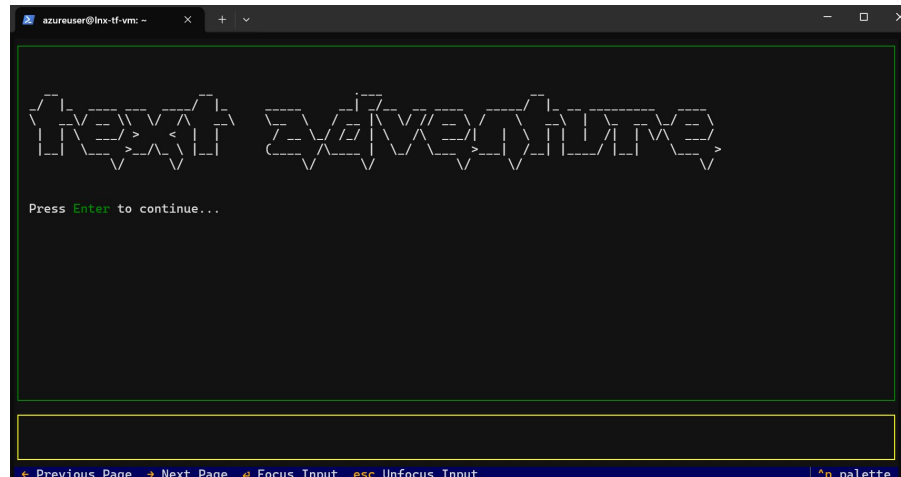 azureuser@lnx-tf-vm: ~
text adventure
Press Enter to continue...
← Previous Page → Next Page ↵ Focus Input esc Unfocus Input ^p palette